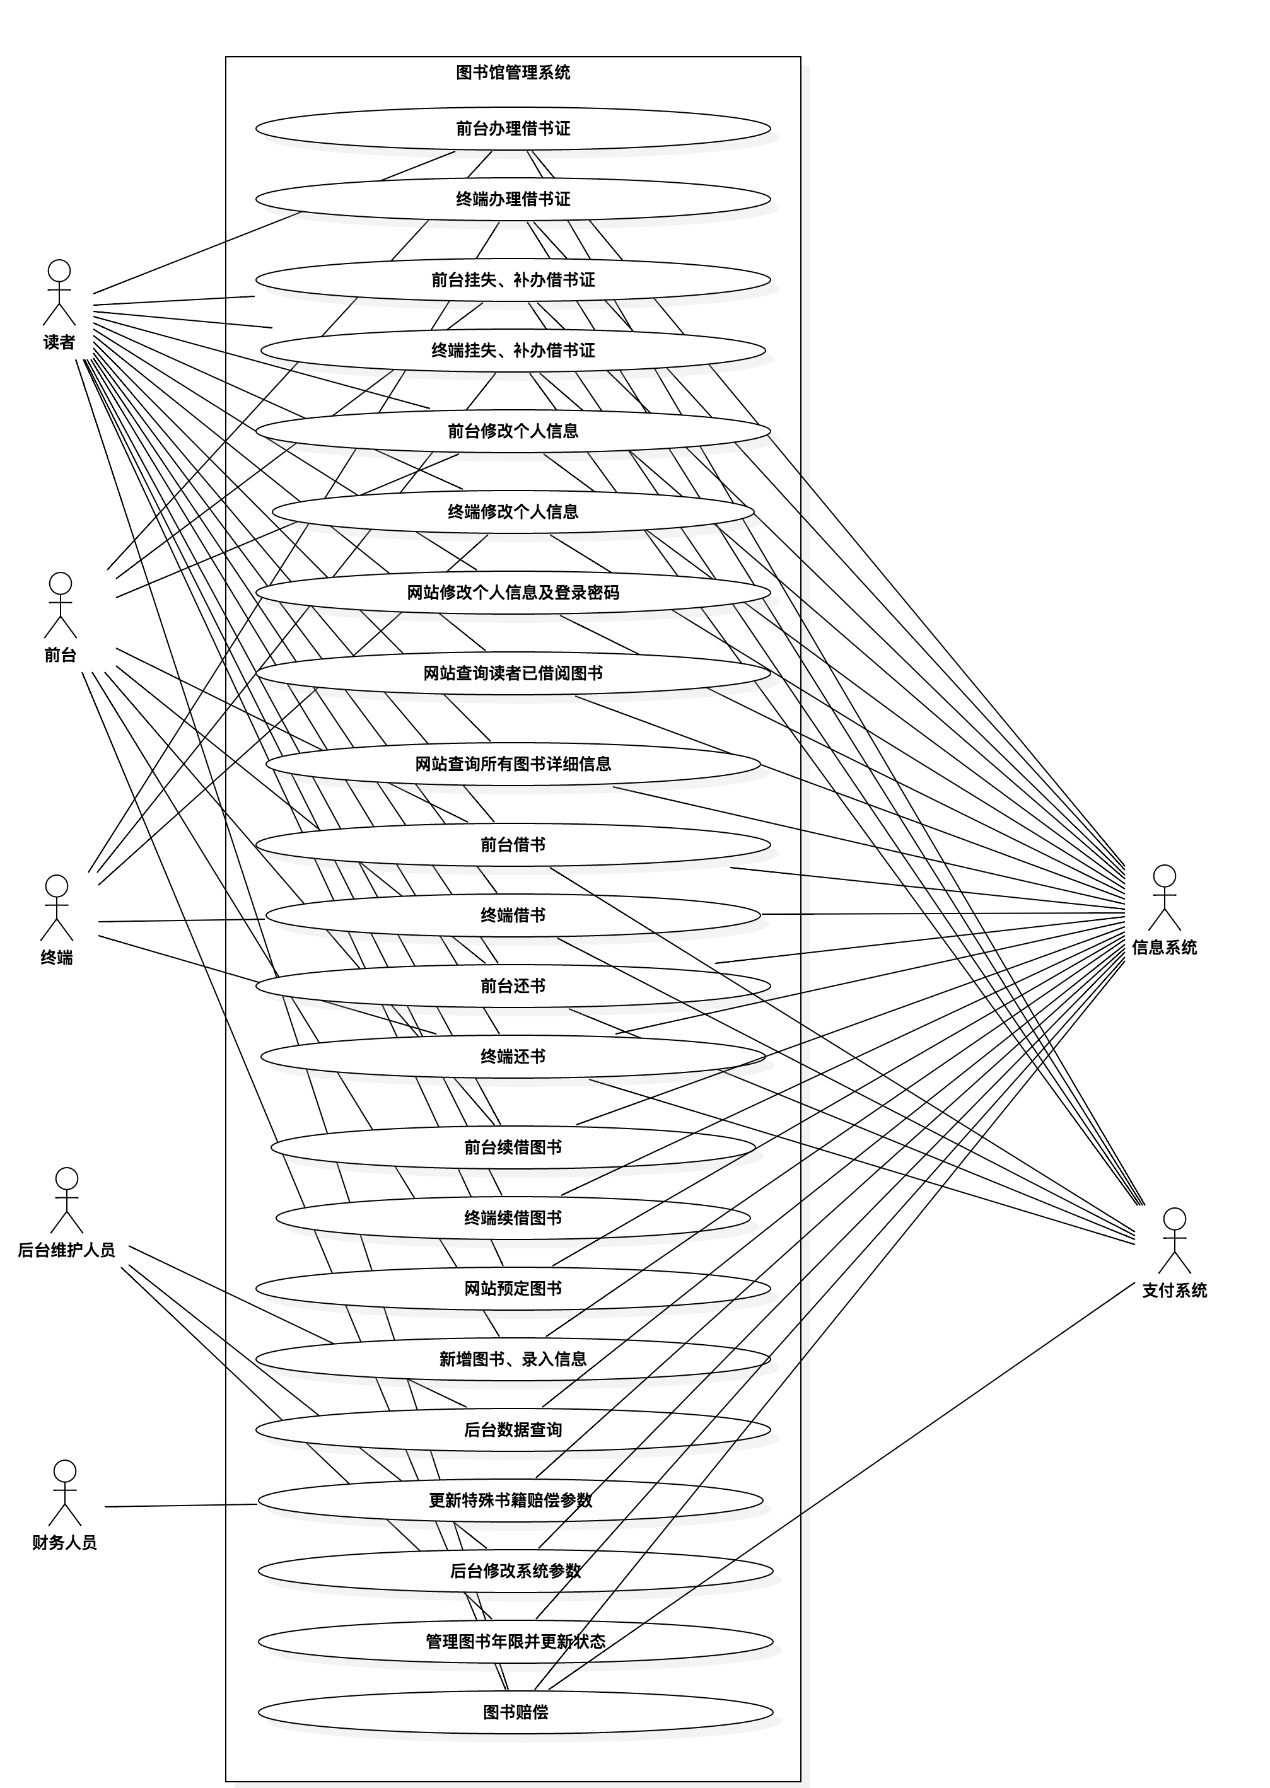 图书馆管理系统
前台办理借书证
终端办理借书证
前台挂失、补办借书证
终端挂失、补办借书证
前台修改个人信息
终端修改个人信息
网站修改个人信息及登录密码
网站查询读者已借阅图书
网站查询所有图书详细信息
前台借书
终端借书
前台还书
终端还书
前台续借图书
终端续借图书
网站预定图书
新增图书、录入信息
后台数据查询
更新特殊书籍赔偿参数
后台修改系统参数
管理图书年限并更新状态
图书赔偿
读者
前台
终端
后台维护人员
财务人员
信息系统
支付系统